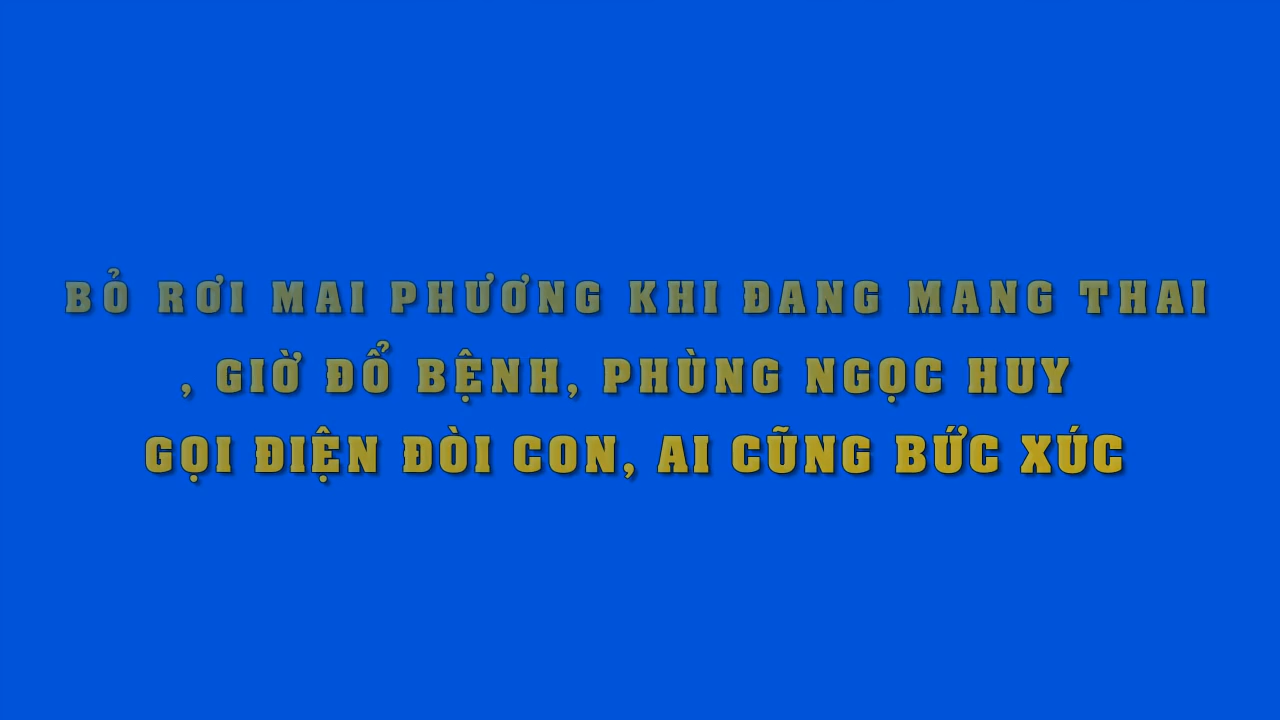 BỎ RƠI MAI PHƯƠNG KHI ĐANG MANG THAI
, GIỜ ĐỔ BỆNH, PHÙNG NGỌC HUY
GỌI ĐIỆN ĐÒI CON, AI CŨNG BỨC XÚC